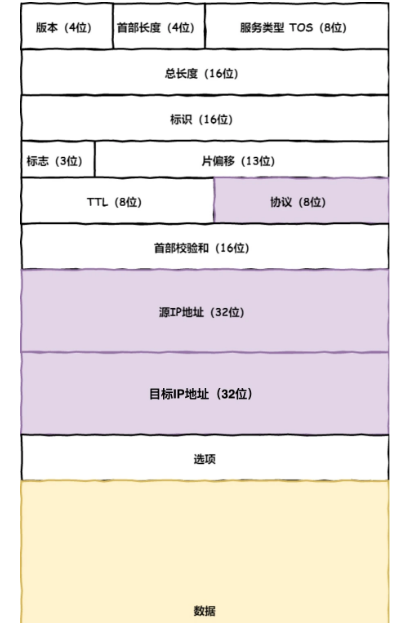 版本（4位） 首部长度（4位） 服务类型 TOS（8位）
总长度（16位）
标识（16位）
标志（3位） 片偏移（13位）
TTL（8位） 协议（8位）
首部校验和（16位）
源IP地址（32位）
目标IP地址（32位）
选项
数据